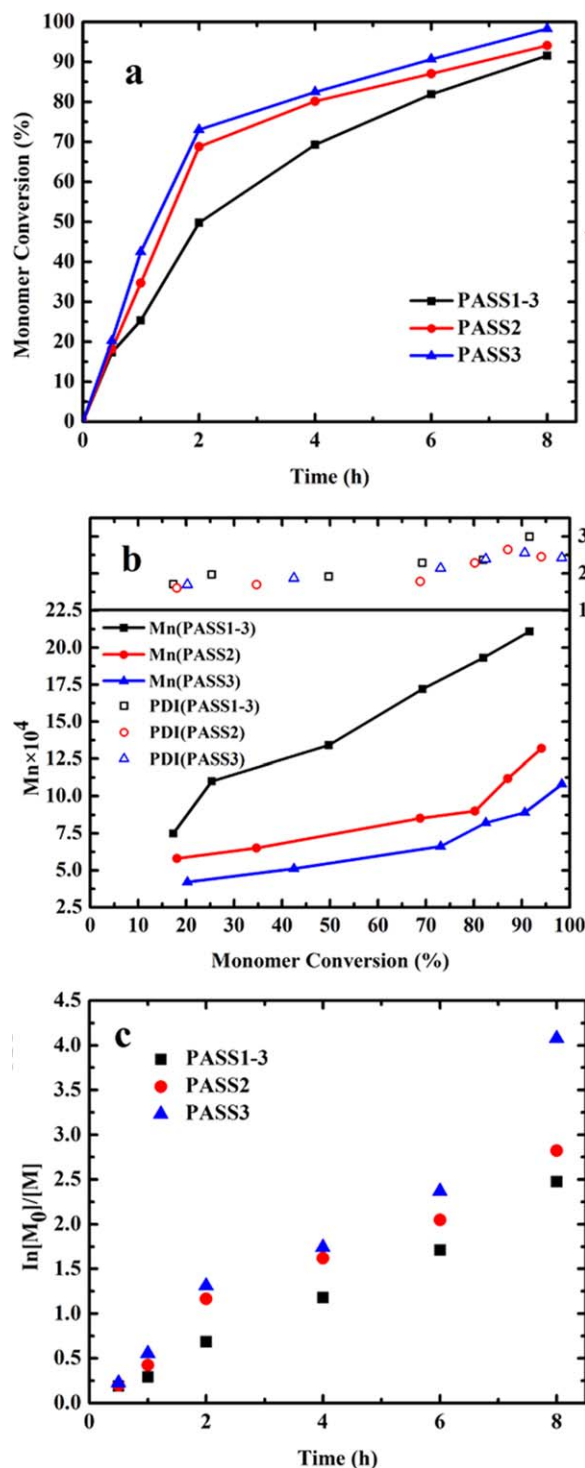 a
100
90
80
70
60
50
40
30
20
10
0
Monomer Conversion (%)
PASS1-3
PASS2
PASS3
0 2 4 6 8
Time (h)
b
3
2
1
22.5
20.0
17.5
15.0
12.5
10.0
7.5
5.0
2.5
Mn×10⁴
Mn(PASS1-3)
Mn(PASS2)
Mn(PASS3)
PDI(PASS1-3)
PDI(PASS2)
PDI(PASS3)
0 10 20 30 40 50 60 70 80 90 100
Monomer Conversion (%)
c
4.5
4.0
3.5
3.0
2.5
2.0
1.5
1.0
0.5
0.0
In[M₀]/[M]
PASS1-3
PASS2
PASS3
0 2 4 6 8
Time (h)